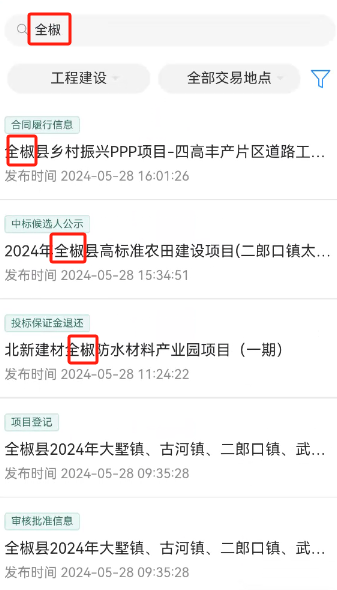 全椒
工程建设
全部交易地点
合同履行信息
全椒县乡村振兴PPP项目-四高丰产片区道路工...
发布时间 2024-05-28 16:01:26
中标候选人公示
2024年全椒县高标准农田建设项目(二郎口镇太...
发布时间 2024-05-28 15:34:51
投标保证金退还
北新建材全椒防水材料产业园项目（一期）
发布时间 2024-05-28 11:24:22
项目登记
全椒县2024年大墅镇、古河镇、二郎口镇、武...
发布时间 2024-05-28 09:35:28
审核批准信息
全椒县2024年大墅镇、古河镇、二郎口镇、武...
发布时间 2024-05-28 09:35:28